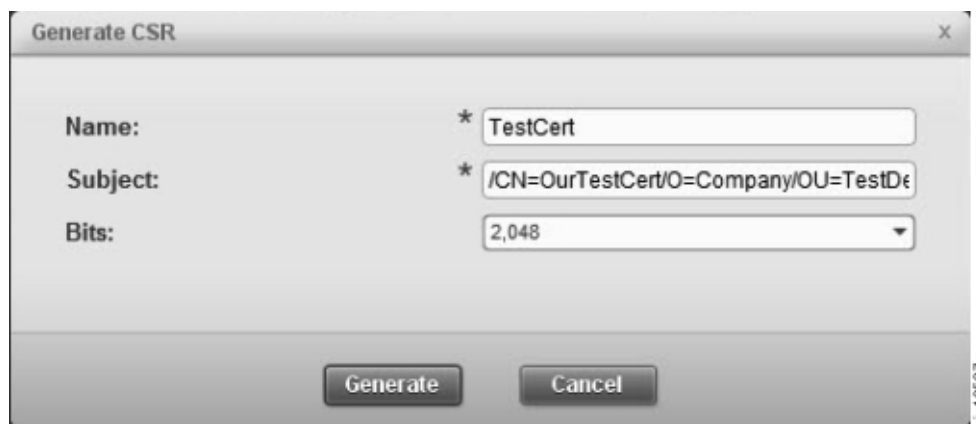 Generate CSR x
Name: * TestCert
Subject: * /CN=OurTestCert/O=Company/OU=TestDe
Bits: 2,048
Generate Cancel